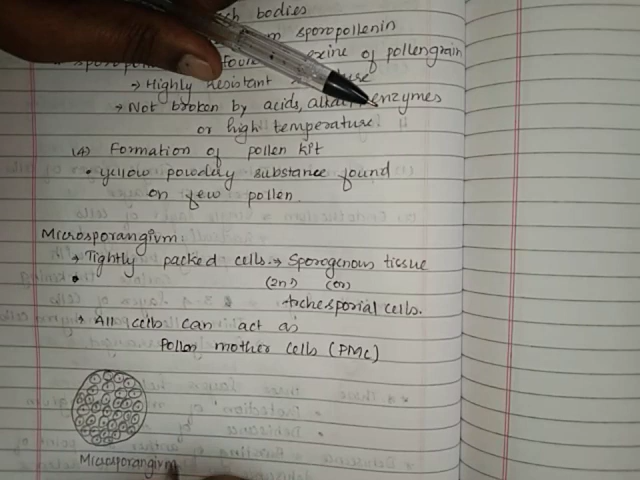 bodies
sporopollenin
exine of pollengrain
→ Highly Resistant
→ Not broken by acids, enzymes
or high temperature.
(4) Formation of pollen kit
• yellow powdery substance found
on few pollen.
Microsporangium:
→ Tightly packed cells → Sporogenous tissue
(2n) (or)
Archesporial cells.
→ All cells can act as
Pollen mother cells (PMC)
Microsporangium